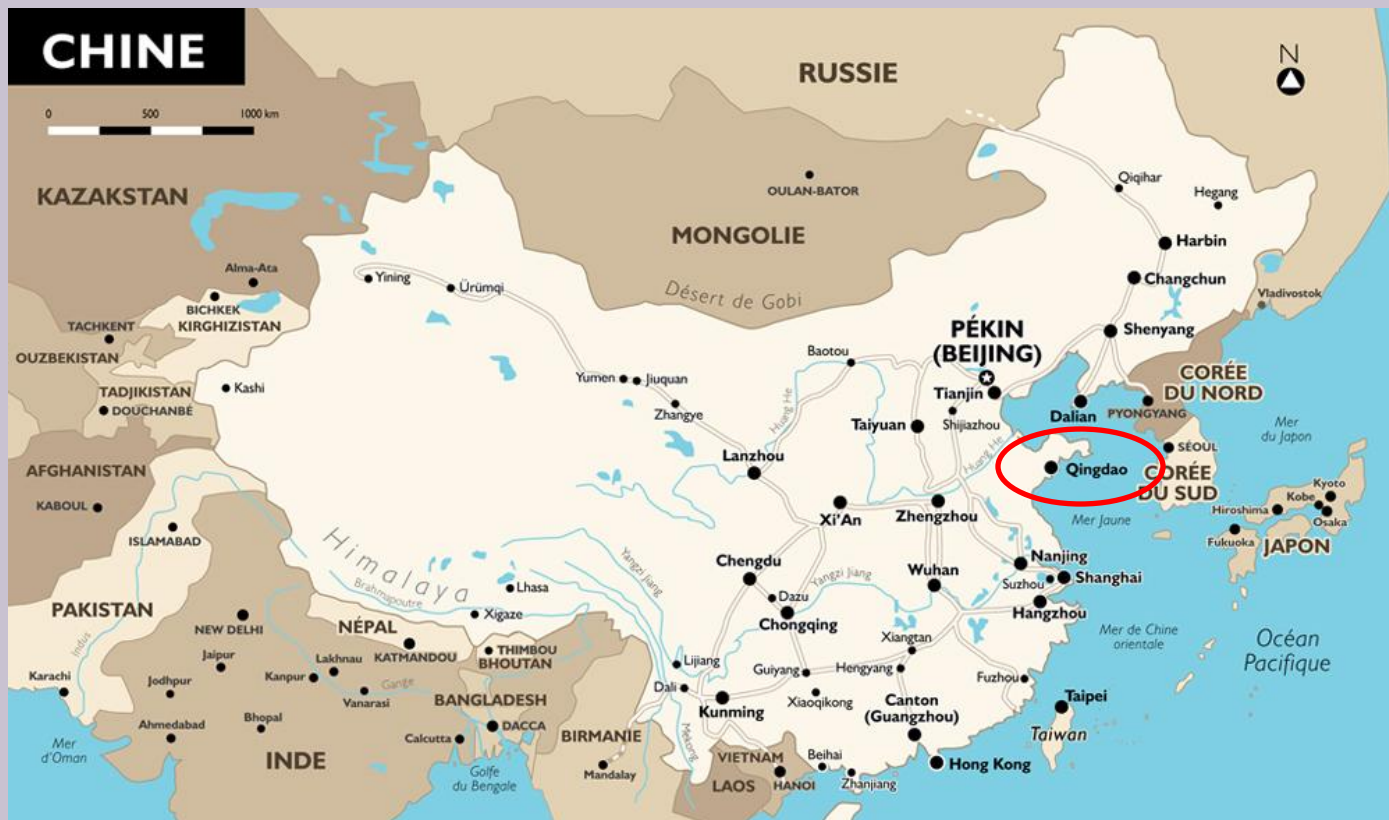 CHINE
0 500 1000 km
N
RUSSIE
KAZAKSTAN
OULAN-BATOR
MONGOLIE
Désert de Gobi
Qiqihar
Hegang
Harbin
Changchun
Vladivostok
Shenyang
Alma-Ata
BICHKEK
KIRGHIZISTAN
TACHKENT
OUZBEKISTAN
TADJIKISTAN
DOUCHANBÉ
Yining
Ürümqi
Kashi
Yumen
Jiuquan
Zhangye
Baotou
PÉKIN
(BEIJING)
Tianjin
Shijiazhou
Taiyuan
Huang He
Huang He
Lanzhou
Dalian
CORÉE
DU NORD
PYONGYANG
SÉOUL
Qingdao
CORÉE
DU SUD
Mer
du Japon
Kyoto
Kobe
Hiroshima
Osaka
Fukuoka
JAPON
Mer Jaune
AFGHANISTAN
KABOUL
ISLAMABAD
PAKISTAN
Indus
Karachi
Mer
d'Oman
Himalaya
Brahmapoutre
Lhasa
Xigaze
Yangzi Jiang
Yangzi Jiang
Xi'An
Zhengzhou
Chengdu
Dazu
Chongqing
Wuhan
Nanjing
Suzhou
Shanghai
Hangzhou
Mer de Chine
orientale
Océan
Pacifique
NEW DELHI
NÉPAL
KATMANDOU
THIMBOU
BHOUTAN
Jaipur
Lakhnau
Jodhpur
Kanpur
Gange
Vanarasi
BANGLADESH
DACCA
Ahmedabad
Bhopal
Calcutta
INDE
Golfe
du Bengale
BIRMANIE
Mandalay
Lijiang
Dali
Kunming
Mekong
Guiyang
Xiaoqikong
Xiangtan
Hengyang
Fuzhou
Canton
(Guangzhou)
Taipei
Taiwan
Hong Kong
VIETNAM
HANOI
LAOS
Beihai
Zhanjiang